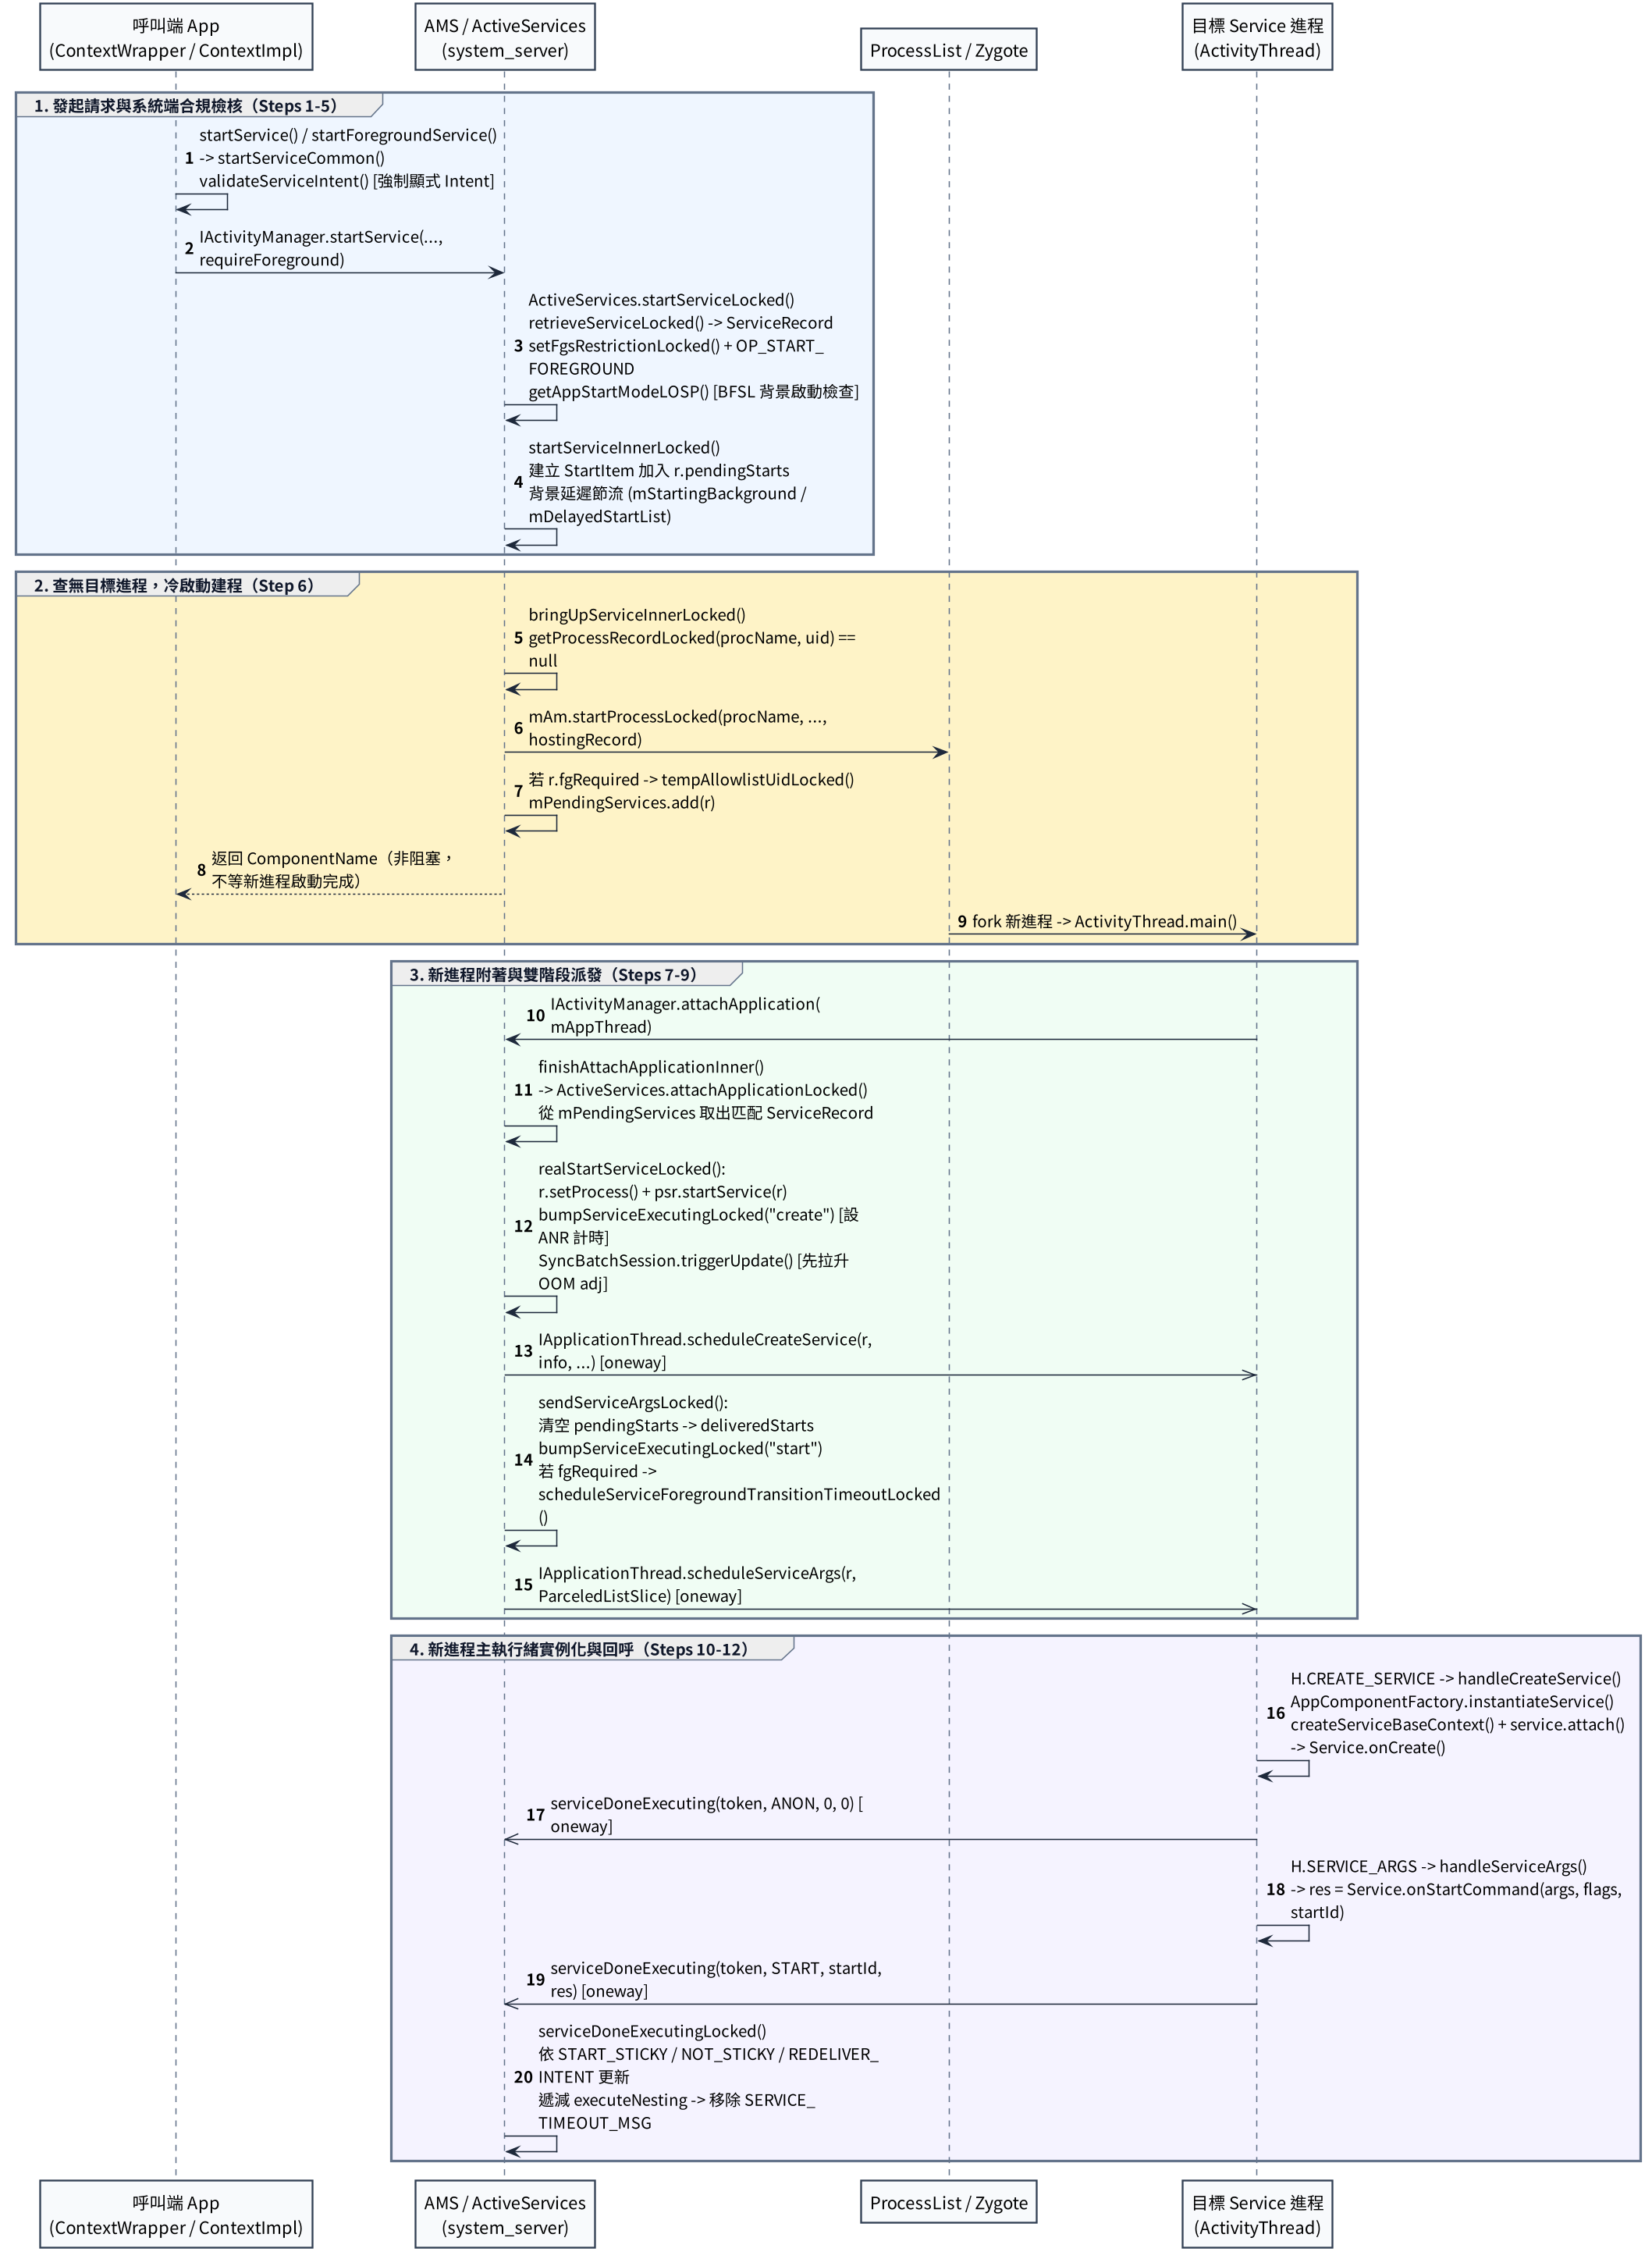 呼叫端 App
(ContextWrapper / ContextImpl)
AMS / ActiveServices
(system_server)
ProcessList / Zygote
目標 Service 進程
(ActivityThread)
1. 發起請求與系統端合規檢核（Steps 1-5）
1
startService() / startForegroundService()
-> startServiceCommon()
validateServiceIntent() [強制顯式 Intent]
2
IActivityManager.startService(...,
requireForeground)
3
ActiveServices.startServiceLocked()
retrieveServiceLocked() -> ServiceRecord
setFgsRestrictionLocked() + OP_START_
FOREGROUND
getAppStartModeLOSP() [BFSL 背景啟動檢查]
4
startServiceInnerLocked()
建立 StartItem 加入 r.pendingStarts
背景延遲節流 (mStartingBackground /
mDelayedStartList)
2. 查無目標進程，冷啟動建程（Step 6）
5
bringUpServiceInnerLocked()
getProcessRecordLocked(procName, uid) ==
null
6
mAm.startProcessLocked(procName, ...,
hostingRecord)
7
若 r.fgRequired -> tempAllowlistUidLocked()
mPendingServices.add(r)
8
返回 ComponentName（非阻塞，
不等新進程啟動完成）
9 fork 新進程 -> ActivityThread.main()
3. 新進程附著與雙階段派發（Steps 7-9）
10
IActivityManager.attachApplication(
mAppThread)
11
finishAttachApplicationInner()
-> ActiveServices.attachApplicationLocked()
從 mPendingServices 取出匹配 ServiceRecord
12
realStartServiceLocked():
r.setProcess() + psr.startService(r)
bumpServiceExecutingLocked("create") [設
ANR 計時]
SyncBatchSession.triggerUpdate() [先拉升
OOM adj]
13
IApplicationThread.scheduleCreateService(r,
info, ...) [oneway]
14
sendServiceArgsLocked():
清空 pendingStarts -> deliveredStarts
bumpServiceExecutingLocked("start")
若 fgRequired ->
scheduleServiceForegroundTransitionTimeoutLocked
()
15
IApplicationThread.scheduleServiceArgs(r,
ParceledListSlice) [oneway]
4. 新進程主執行緒實例化與回呼（Steps 10-12）
16
H.CREATE_SERVICE -> handleCreateService()
AppComponentFactory.instantiateService()
createServiceBaseContext() + service.attach()
-> Service.onCreate()
17
serviceDoneExecuting(token, ANON, 0, 0) [
oneway]
18
H.SERVICE_ARGS -> handleServiceArgs()
-> res = Service.onStartCommand(args, flags,
startId)
19
serviceDoneExecuting(token, START, startId,
res) [oneway]
20
serviceDoneExecutingLocked()
依 START_STICKY / NOT_STICKY / REDELIVER_
INTENT 更新
遞減 executeNesting -> 移除 SERVICE_
TIMEOUT_MSG
呼叫端 App
(ContextWrapper / ContextImpl)
AMS / ActiveServices
(system_server)
ProcessList / Zygote
目標 Service 進程
(ActivityThread)